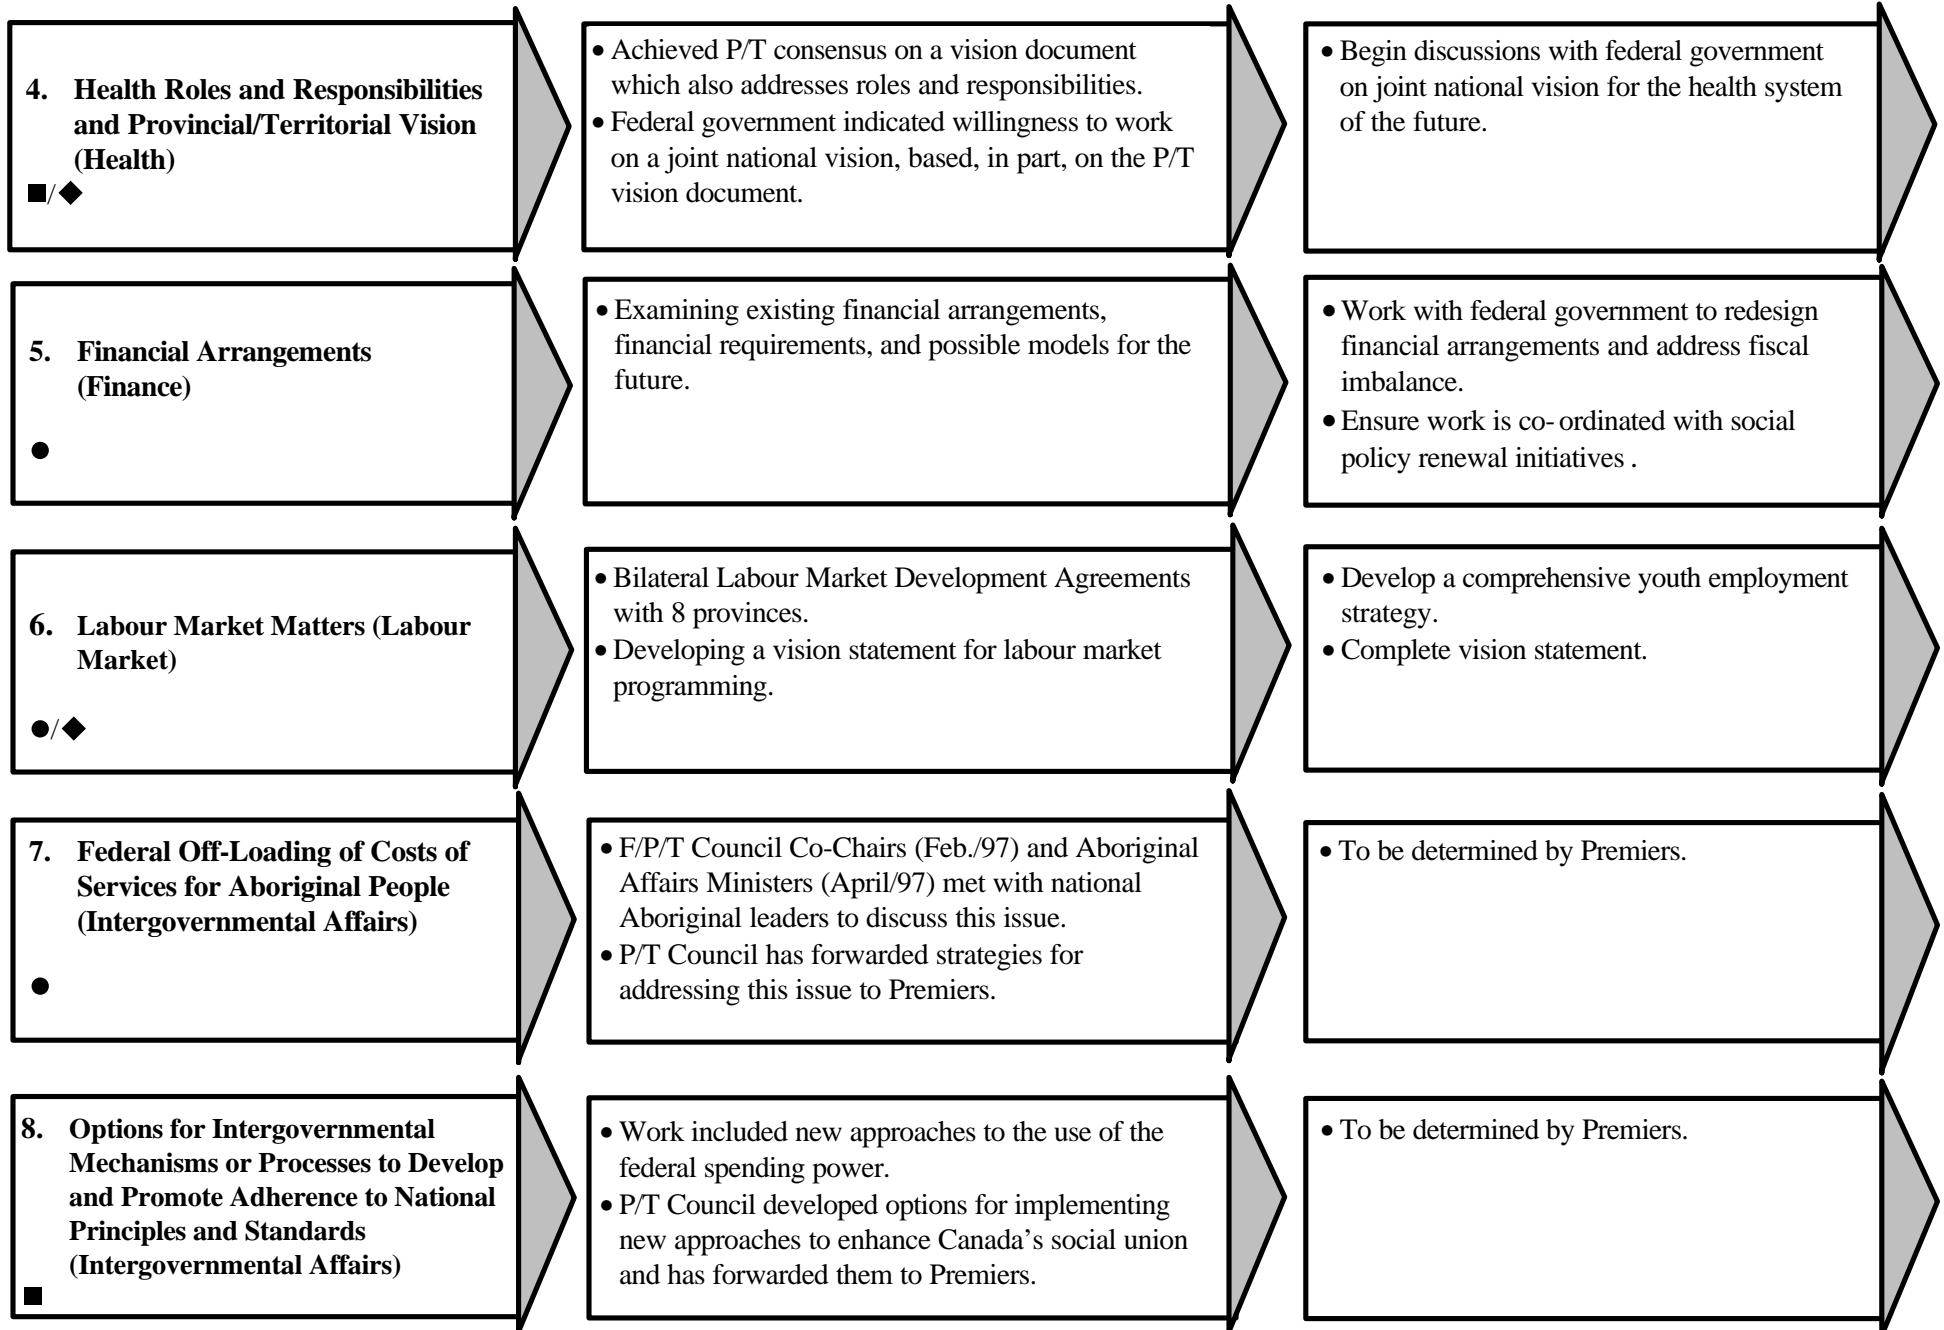 4. Health Roles and Responsibilities
and Provincial/Territorial Vision
(Health)
■/◆
• Achieved P/T consensus on a vision document
which also addresses roles and responsibilities.
• Federal government indicated willingness to work
on a joint national vision, based, in part, on the P/T
vision document.
• Begin discussions with federal government
on joint national vision for the health system
of the future.
5. Financial Arrangements
(Finance)
●
• Examining existing financial arrangements,
financial requirements, and possible models for the
future.
• Work with federal government to redesign
financial arrangements and address fiscal
imbalance.
• Ensure work is co- ordinated with social
policy renewal initiatives .
6. Labour Market Matters (Labour
Market)
●/◆
• Bilateral Labour Market Development Agreements
with 8 provinces.
• Developing a vision statement for labour market
programming.
• Develop a comprehensive youth employment
strategy.
• Complete vision statement.
7. Federal Off-Loading of Costs of
Services for Aboriginal People
(Intergovernmental Affairs)
●
• F/P/T Council Co-Chairs (Feb./97) and Aboriginal
Affairs Ministers (April/97) met with national
Aboriginal leaders to discuss this issue.
• P/T Council has forwarded strategies for
addressing this issue to Premiers.
• To be determined by Premiers.
8. Options for Intergovernmental
Mechanisms or Processes to Develop
and Promote Adherence to National
Principles and Standards
(Intergovernmental Affairs)
■
• Work included new approaches to the use of the
federal spending power.
• P/T Council developed options for implementing
new approaches to enhance Canada’s social union
and has forwarded them to Premiers.
• To be determined by Premiers.